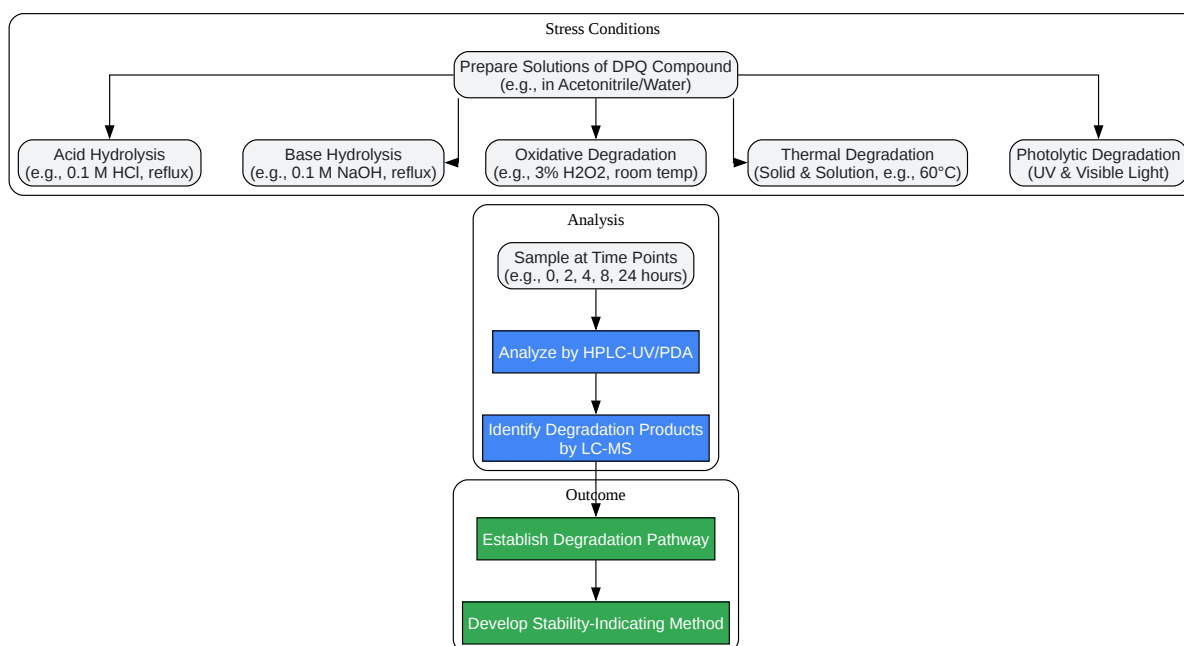 Stress Conditions
Prepare Solutions of DPQ Compound
(e.g., in Acetonitrile/Water)
Acid Hydrolysis
(e.g., 0.1 M HCl, reflux)
Base Hydrolysis
(e.g., 0.1 M NaOH, reflux)
Oxidative Degradation
(e.g., 3% H2O2, room temp)
Thermal Degradation
(Solid & Solution, e.g., 60°C)
Photolytic Degradation
(UV & Visible Light)
Analysis
Sample at Time Points
(e.g., 0, 2, 4, 8, 24 hours)
Analyze by HPLC-UV/PDA
Identify Degradation Products
by LC-MS
Outcome
Establish Degradation Pathway
Develop Stability-Indicating Method